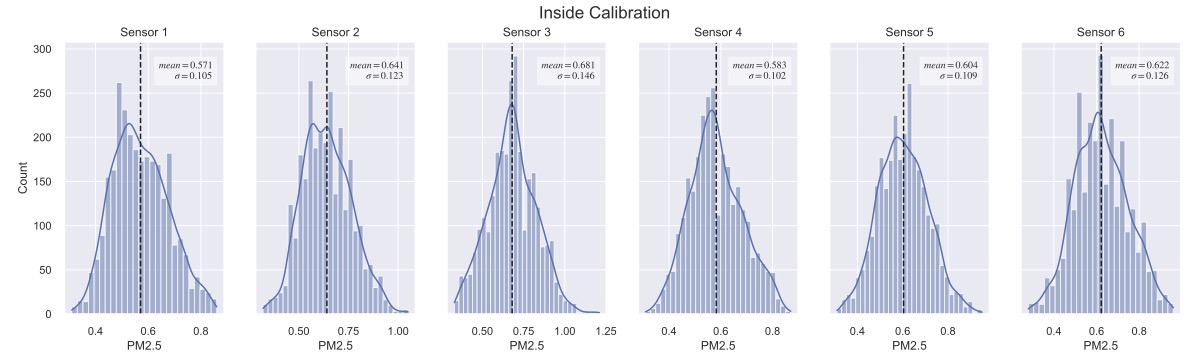 Inside Calibration
Sensor 1
Sensor 2
Sensor 3
Sensor 4
Sensor 5
Sensor 6
mean = 0.571
σ = 0.105
mean = 0.641
σ = 0.123
mean = 0.681
σ = 0.146
mean = 0.583
σ = 0.102
mean = 0.604
σ = 0.109
mean = 0.622
σ = 0.126
Count
300
250
200
150
100
50
0
0.4 0.6 0.8
0.50 0.75 1.00
0.50 0.75 1.00 1.25
0.4 0.6 0.8
0.4 0.6 0.8
0.4 0.6 0.8
PM2.5
PM2.5
PM2.5
PM2.5
PM2.5
PM2.5